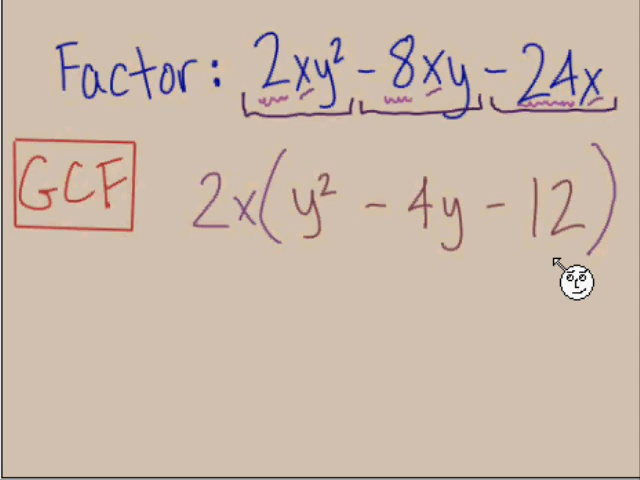 Factor: 2xy² - 8xy - 24x
GCF 2x(y² - 4y - 12)